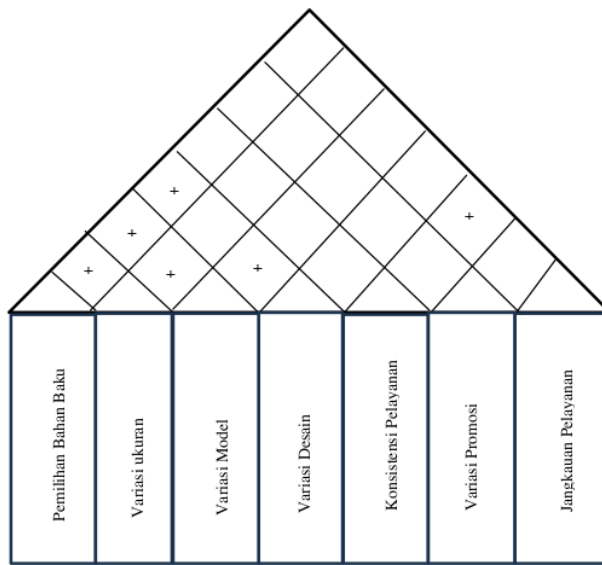 +
+
+
+
+
+
Pemilihan Bahan Baku
Variasi ukuran
Variasi Model
Variasi Desain
Konsistensi Pelayanan
Variasi Promosi
Jangkauan Pelayanan